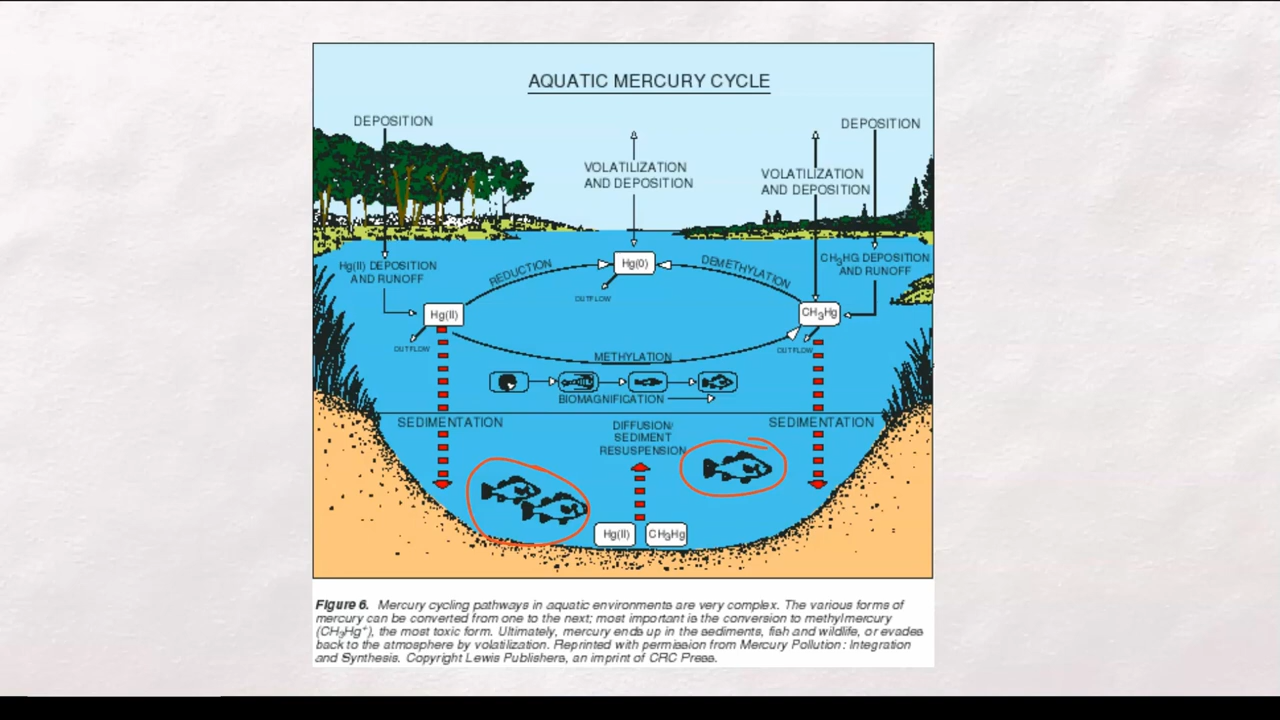 AQUATIC MERCURY CYCLE
DEPOSITION
DEPOSITION
VOLATILIZATION
AND DEPOSITION
VOLATILIZATION
AND DEPOSITION
Hg(II) DEPOSITION
AND RUNOFF
REDUCTION
Hg(0)
DEMETHYLATION
CH3HG DEPOSITION
AND RUNOFF
OUTFLOW
Hg(II)
CH3Hg
OUTFLOW
METHYLATION
OUTFLOW
BIOMAGNIFICATION
SEDIMENTATION
DIFFUSION/
SEDIMENT
RESUSPENSION
SEDIMENTATION
Hg(II)
CH3Hg
Figure 6. Mercury cycling pathways in aquatic environments are very complex. The various forms of
mercury can be converted from one to the next; most important is the conversion to methylmercury
(CH3Hg+), the most toxic form. Ultimately, mercury ends up in the sediments, fish and wildlife, or evades
back to the atmosphere by volatilization. Reprinted with permission from Mercury Pollution: Integration
and Synthesis. Copyright Lewis Publishers, an imprint of CRC Press.